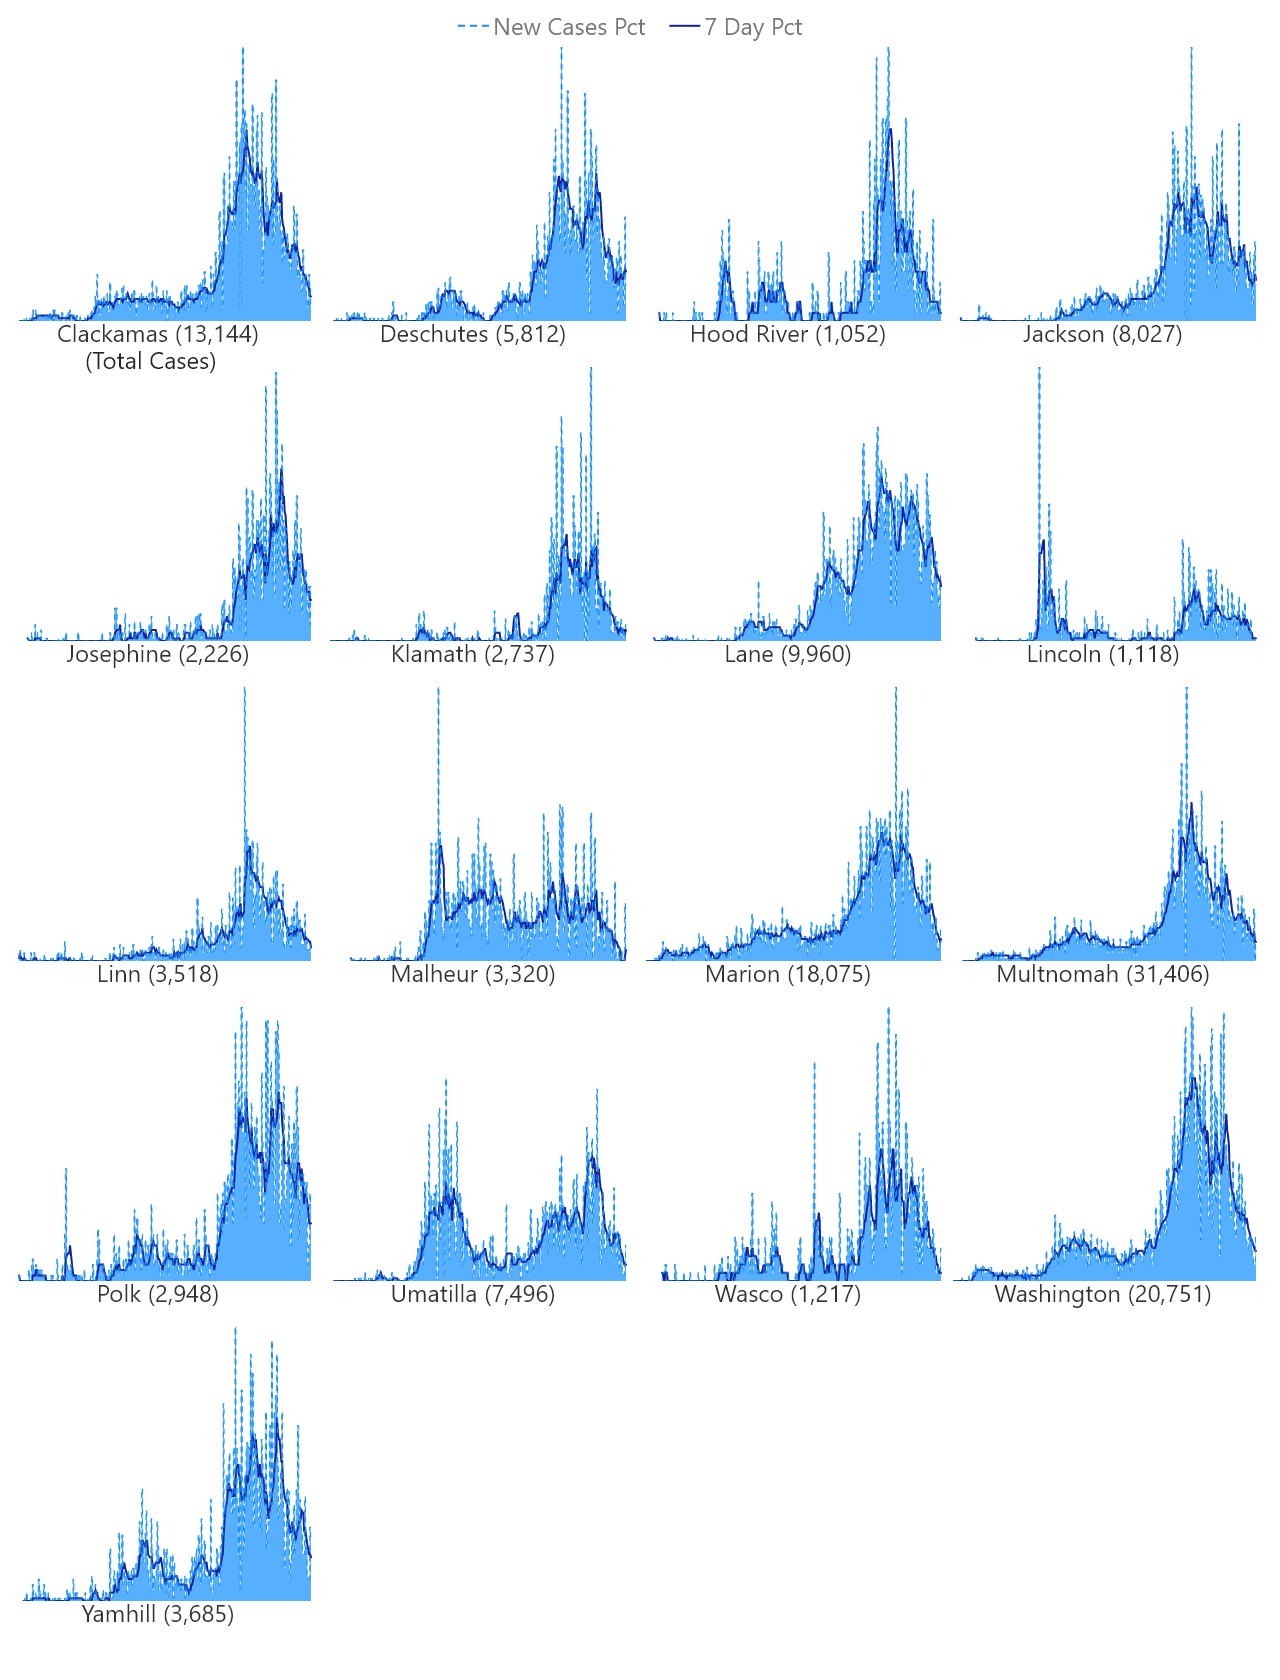 New Cases Pct 7 Day Pct
Clackamas (13,144) Deschutes (5,812) Hood River (1,052) Jackson (8,027)
(Total Cases)
Josephine (2,226) Klamath (2,737) Lane (9,960) Lincoln (1,118)
Linn (3,518) Malheur (3,320) Marion (18,075) Multnomah (31,406)
Polk (2,948) Umatilla (7,496) Wasco (1,217) Washington (20,751)
Yamhill (3,685)